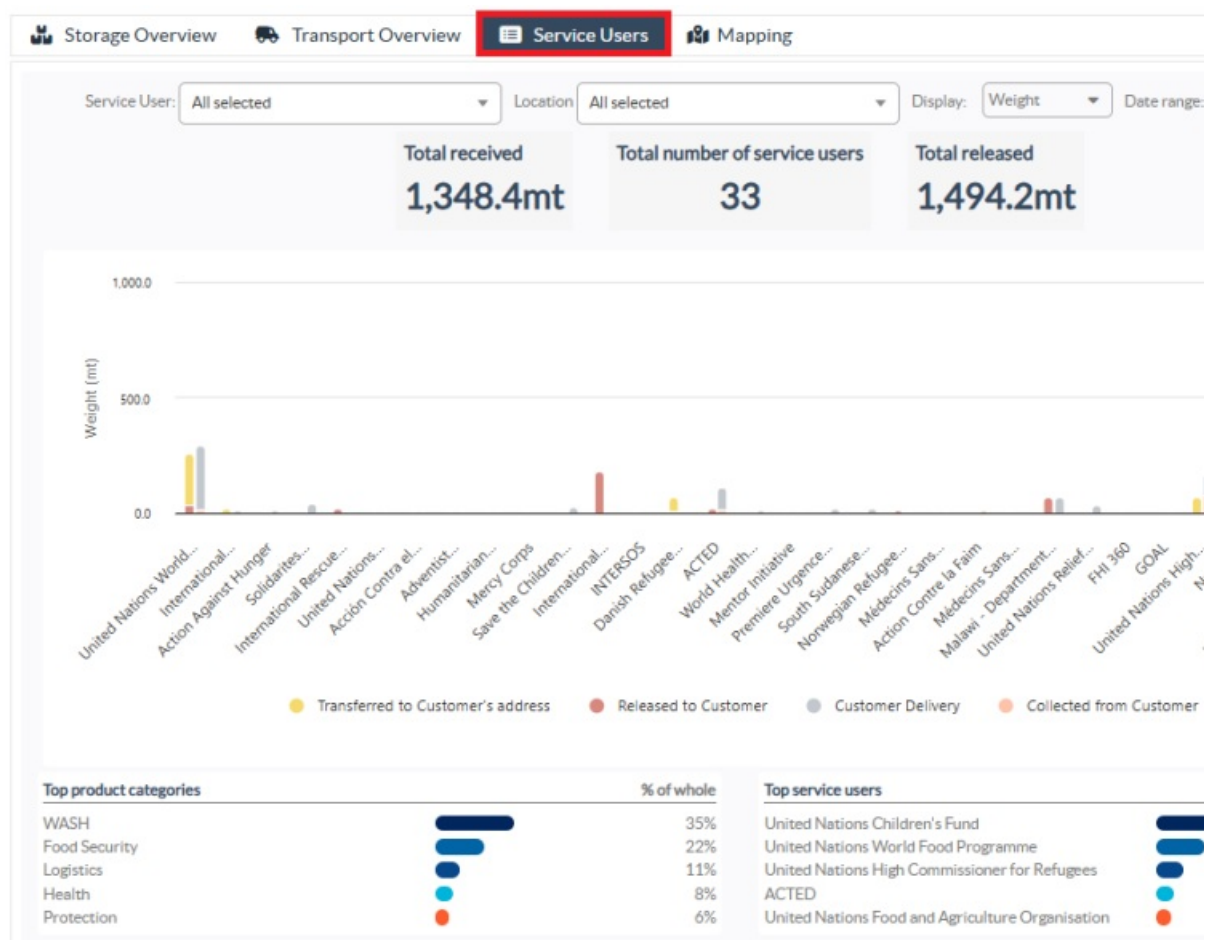 Storage Overview Transport Overview Service Users Mapping
Service User: All selected Location All selected Display: Weight Date range:
Total received Total number of service users Total released
1,348.4mt 33 1,494.2mt
1,000.0
500.0
0.0
Weight (mt)
United Nations World...
International...
Action Against Hunger
Solidarites...
International Rescue...
United Nations...
Acción Contra el...
Adventist...
Humanitarian...
Mercy Corps
Save the Children...
International...
INTERSOS
Danish Refugee...
ACTED
World Health...
Mentor Initiative
Premiere Urgence...
South Sudanese...
Norwegian Refugee...
Médecins Sans...
Action Contre la Faim
Médecins Sans...
Malawi - Department...
United Nations Relief...
FHI 360
GOAL
United Nations High...
Transferred to Customer's address Released to Customer Customer Delivery Collected from Customer
Top product categories % of whole
WASH 35%
Food Security 22%
Logistics 11%
Health 8%
Protection 6%
Top service users
United Nations Children's Fund
United Nations World Food Programme
United Nations High Commissioner for Refugees
ACTED
United Nations Food and Agriculture Organisation